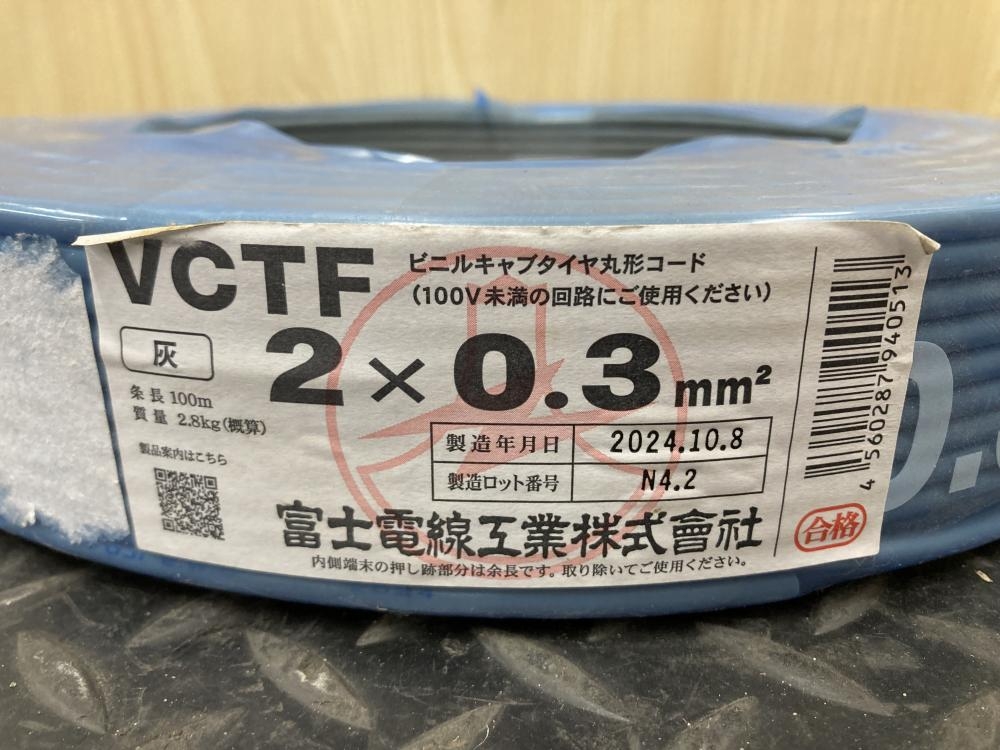 VCTF
ビニルキャブタイヤ丸形コード
(100V未満の回路にご使用ください)
灰
2×0.3mm²
条長100m
質量 2.8kg(概算)
製造年月日 2024.10.8
製造ロット番号 N4.2
製品案内はこちら
富士電線工業株式會社
内側端末の押し跡部分は余長です。取り除いてご使用ください。
4560287940513
合格